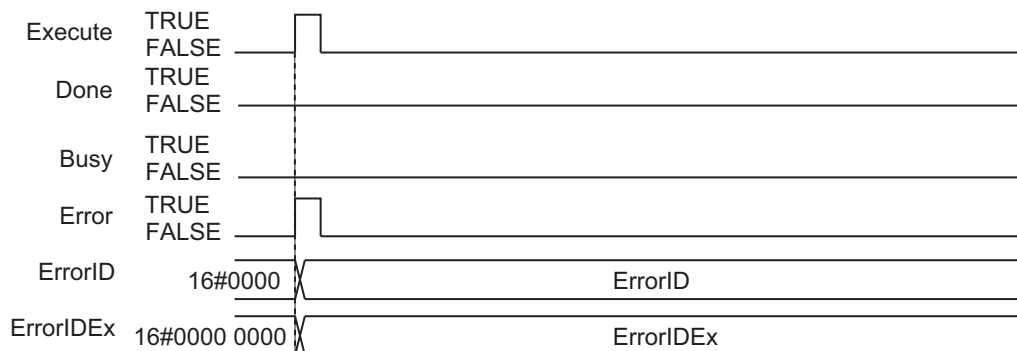 Execute TRUE
FALSE
Done TRUE
FALSE
Busy TRUE
FALSE
Error TRUE
FALSE
ErrorID 16#0000 ErrorID
ErrorIDEx 16#0000 0000 ErrorIDEx